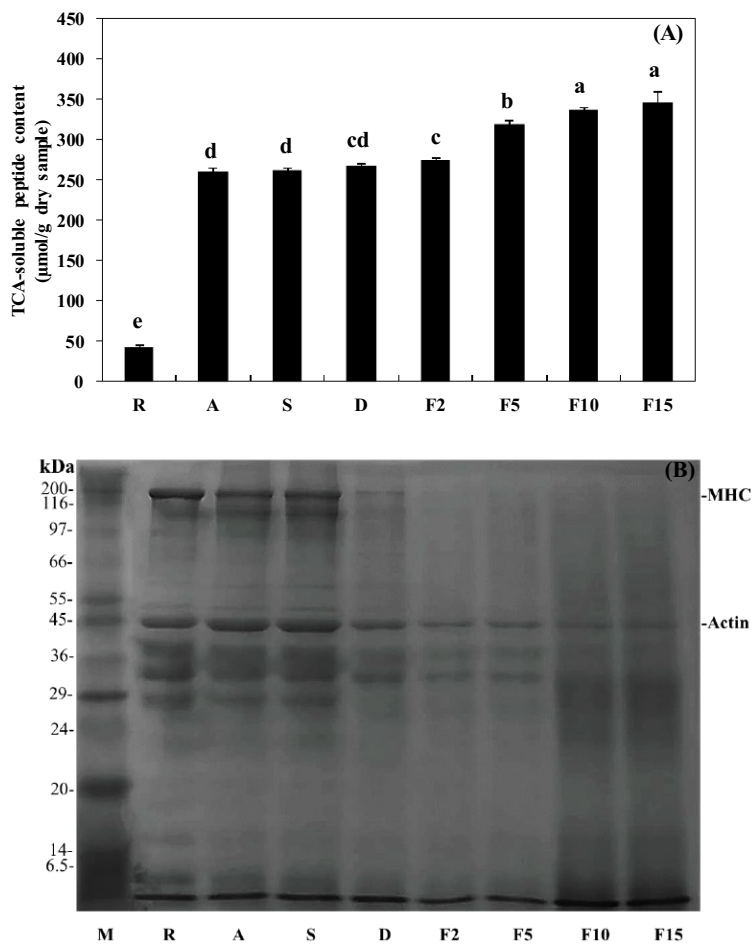 (A)
TCA-soluble peptide content
(µmol/g dry sample)
450
400
350
300
250
200
150
100
50
0
e
d
d
cd
c
b
a
a
R A S D F2 F5 F10 F15
kDa
(B)
200-
116-
97-
66-
55-
45-
36-
29-
24-
20-
14-
6.5-
-MHC
-Actin
M R A S D F2 F5 F10 F15